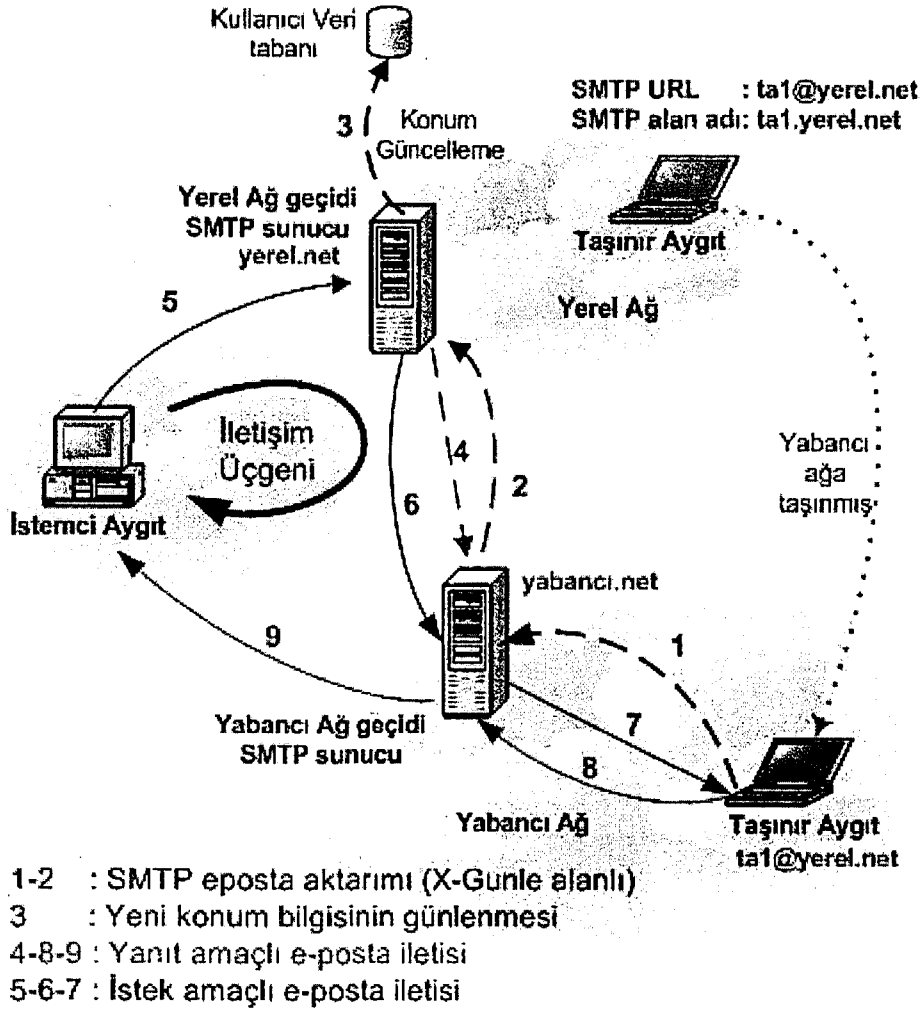 Kullanıcı Veri
tabanı
SMTP URL : ta1@yerel.net
SMTP alan adı: ta1.yerel.net
3
Konum
Güncelleme
Yerel Ağ geçidi
SMTP sunucu
yerel.net
Taşınır Aygıt
5
Yerel Ağ
İletişim
Üçgeni
4
2
6
Yabancı
ağa
taşınmış
İstemci Aygıt
yabancı.net
9
1
7
Yabancı Ağ geçidi
SMTP sunucu
8
Yabancı Ağ
Taşınır Aygıt
ta1@yerel.net
1-2 : SMTP eposta aktarımı (X-Gunle alanlı)
3 : Yeni konum bilgisinin günlenmesi
4-8-9 : Yanıt amaçlı e-posta iletisi
5-6-7 : İstek amaçlı e-posta iletisi